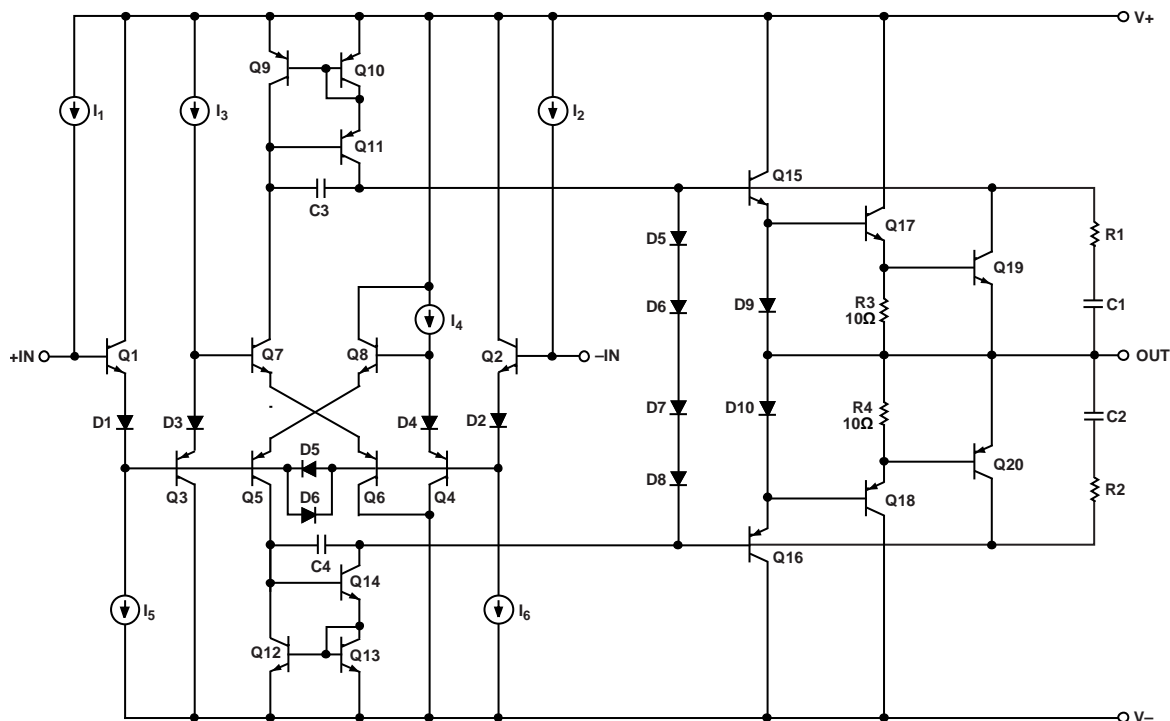 V+
Q9
Q10
I1
I3
I2
Q11
Q15
C3
Q17
R1
D5
Q19
D6
D9
R3
10Ω
C1
I4
+IN
Q1
Q7
Q8
Q2
–IN
OUT
D1
D3
D4
D2
D7
D10
R4
10Ω
C2
D5
Q3
Q5
D6
Q6
Q4
D8
Q18
Q20
R2
C4
Q16
Q14
I5
I6
Q12
Q13
V–